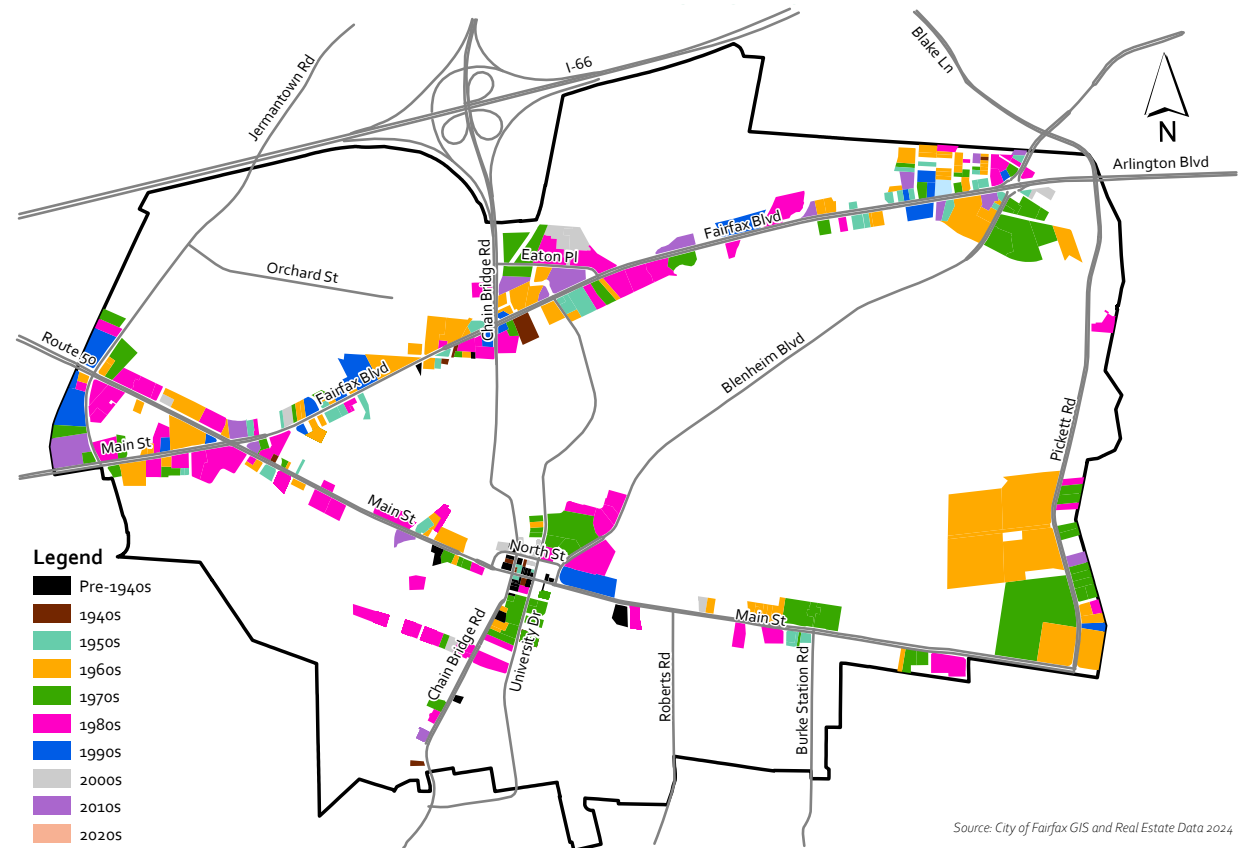 Blake Ln
I-66
Jermantown Rd
N
Arlington Blvd
Fairfax Blvd
Eaton Pl
Chain Bridge Rd
Orchard St
Route 50
Fairfax Blvd
Blenheim Blvd
Main St
Pickett Rd
Main St
North St
Main St
Chain Bridge Rd
University Dr
Roberts Rd
Burke Station Rd
Legend
Pre-1940s
1940s
1950s
1960s
1970s
1980s
1990s
2000s
2010s
2020s
Source: City of Fairfax GIS and Real Estate Data 2024